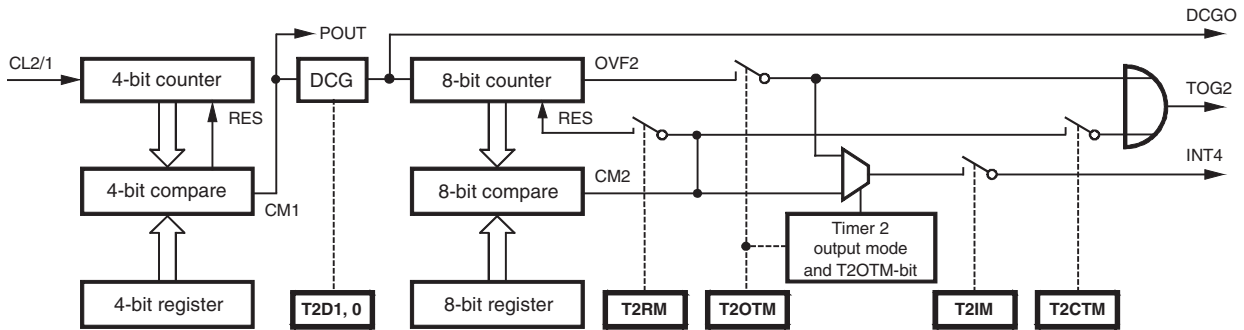 DCGO
POUT
CL2/1
4-bit counter
DCG
8-bit counter
OVF2
TOG2
RES
RES
INT4
4-bit compare
CM1
8-bit compare
CM2
Timer 2
output mode
and T2OTM-bit
4-bit register
T2D1, 0
8-bit register
T2RM
T2OTM
T2IM
T2CTM